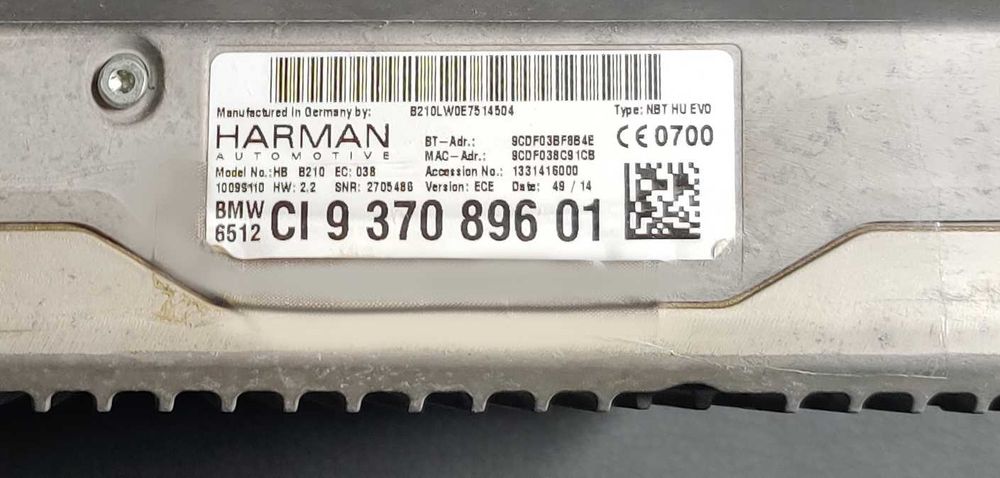 Manufactured in Germany by: B210LW0E7514504 Type: NBT HU EVO
HARMAN BT-Adr.: 9CDF03BF8B4E CE 0700
AUTOMOTIVE MAC-Adr.: 9CDF038C91CB
Model No.: HB B210 EC: 038 Accession No.: 1331416000
10099110 HW: 2.2 SNR: 2705486 Version: ECE Date: 49 / 14
BMW
6512 CI 9 370 896 01